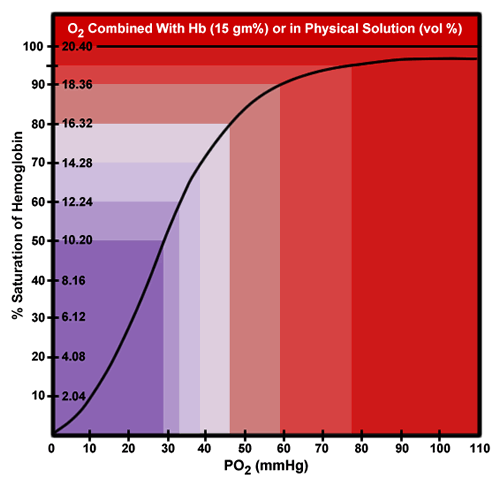 O2 Combined With Hb (15 gm%) or in Physical Solution (vol %)
% Saturation of Hemoglobin
100 20.40
90 18.36
80 16.32
70 14.28
60 12.24
50 10.20
40 8.16
30 6.12
20 4.08
10 2.04
0 10 20 30 40 50 60 70 80 90 100 110
PO2 (mmHg)